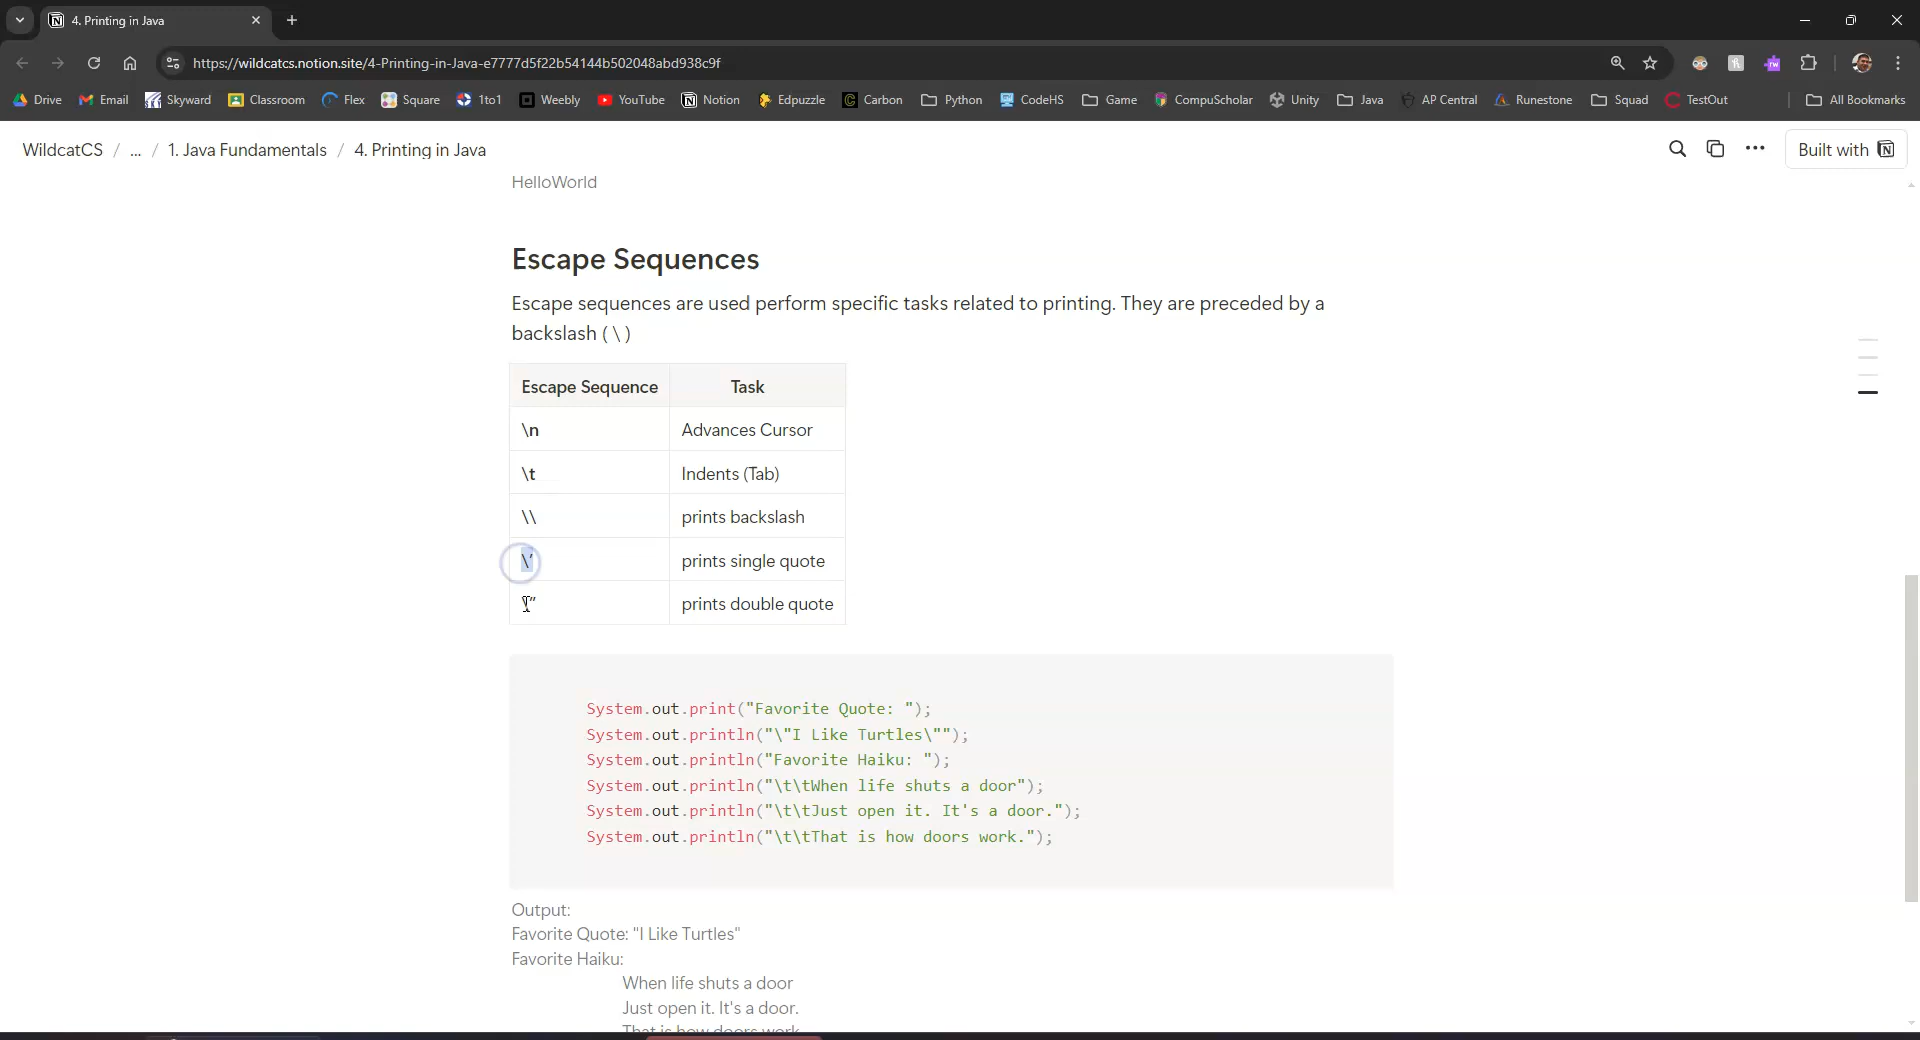 4. Printing in Java
https://wildcatcs.notion.site/4-Printing-in-Java-e7777d5f22b54144b502048abd938c9f
Drive Email Skyward Classroom Flex Square 1to1 Weebly YouTube Notion Edpuzzle Carbon Python CodeHS Game CompuScholar Unity Java AP Central Runestone Squad TestOut All Bookmarks
WildcatCS / ... / 1. Java Fundamentals / 4. Printing in Java
Built with
HelloWorld
Escape Sequences
Escape sequences are used perform specific tasks related to printing. They are preceded by a
backslash ( \ )
Escape Sequence Task
\n Advances Cursor
\t Indents (Tab)
\\ prints backslash
\’ prints single quote
\” prints double quote
System.out.print("Favorite Quote: ");
System.out.println("\"I Like Turtles\"");
System.out.println("Favorite Haiku: ");
System.out.println("\t\tWhen life shuts a door");
System.out.println("\t\tJust open it. It's a door.");
System.out.println("\t\tThat is how doors work.");
Output:
Favorite Quote: "I Like Turtles"
Favorite Haiku:
When life shuts a door
Just open it. It's a door.
That is how doors work.